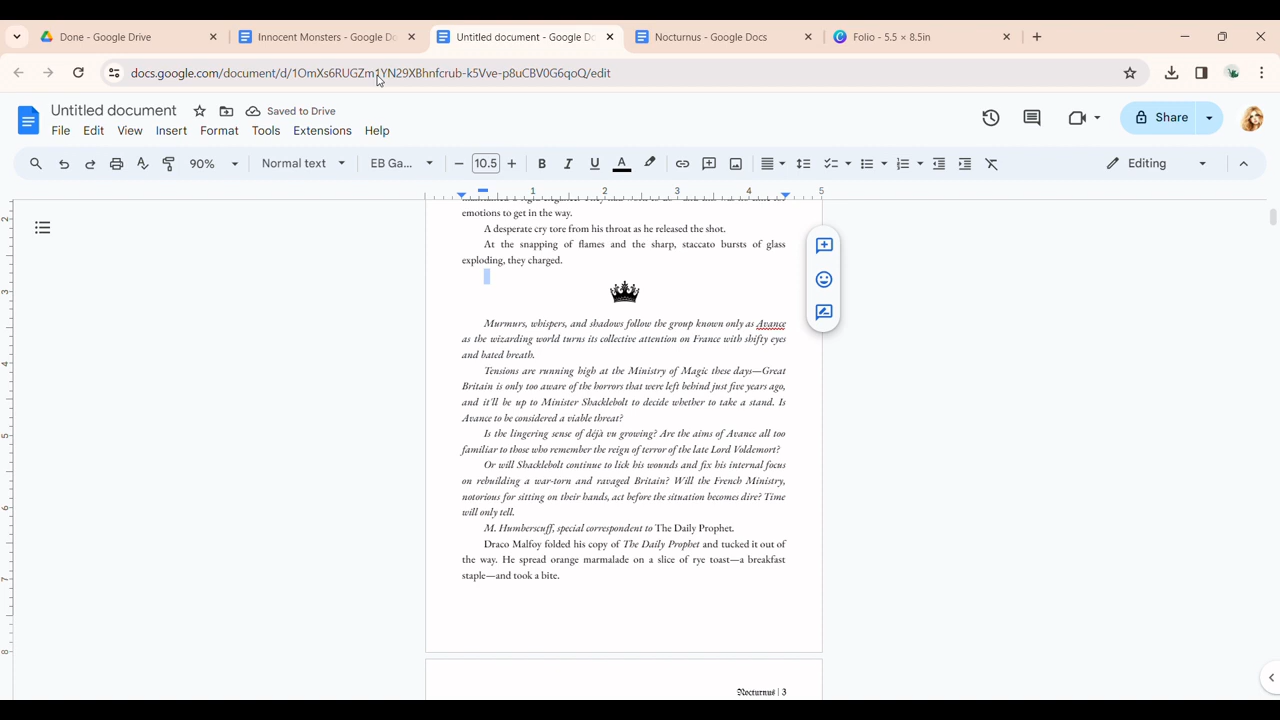 Done - Google Drive
Innocent Monsters - Google Do
Untitled document - Google Do
Nocturnus - Google Docs
Folio - 5.5 × 8.5in
docs.google.com/document/d/1OmXs6RUGZm1YN29XBhnfcrub-k5Vve-p8uCBV0G6qoQ/edit
Untitled document
Saved to Drive
File Edit View Insert Format Tools Extensions Help
Share
90% Normal text EB Ga... 10.5 B I U A Editing
1 2 3 4 5
2
3
4
5
6
7
8
emotions to get in the way.
A desperate cry tore from his throat as he released the shot.
At the snapping of flames and the sharp, staccato bursts of glass
exploding, they charged.
Murmurs, whispers, and shadows follow the group known only as Avance
as the wizarding world turns its collective attention on France with shifty eyes
and bated breath.
Tensions are running high at the Ministry of Magic these days—Great
Britain is only too aware of the horrors that were left behind just five years ago,
and it'll be up to Minister Shacklebolt to decide whether to take a stand. Is
Avance to be considered a viable threat?
Is the lingering sense of déjà vu growing? Are the aims of Avance all too
familiar to those who remember the reign of terror of the late Lord Voldemort?
Or will Shacklebolt continue to lick his wounds and fix his internal focus
on rebuilding a war-torn and ravaged Britain? Will the French Ministry,
notorious for sitting on their hands, act before the situation becomes dire? Time
will only tell.
M. Humberscuff, special correspondent to The Daily Prophet.
Draco Malfoy folded his copy of The Daily Prophet and tucked it out of
the way. He spread orange marmalade on a slice of rye toast—a breakfast
staple—and took a bite.
Nocturnus | 3